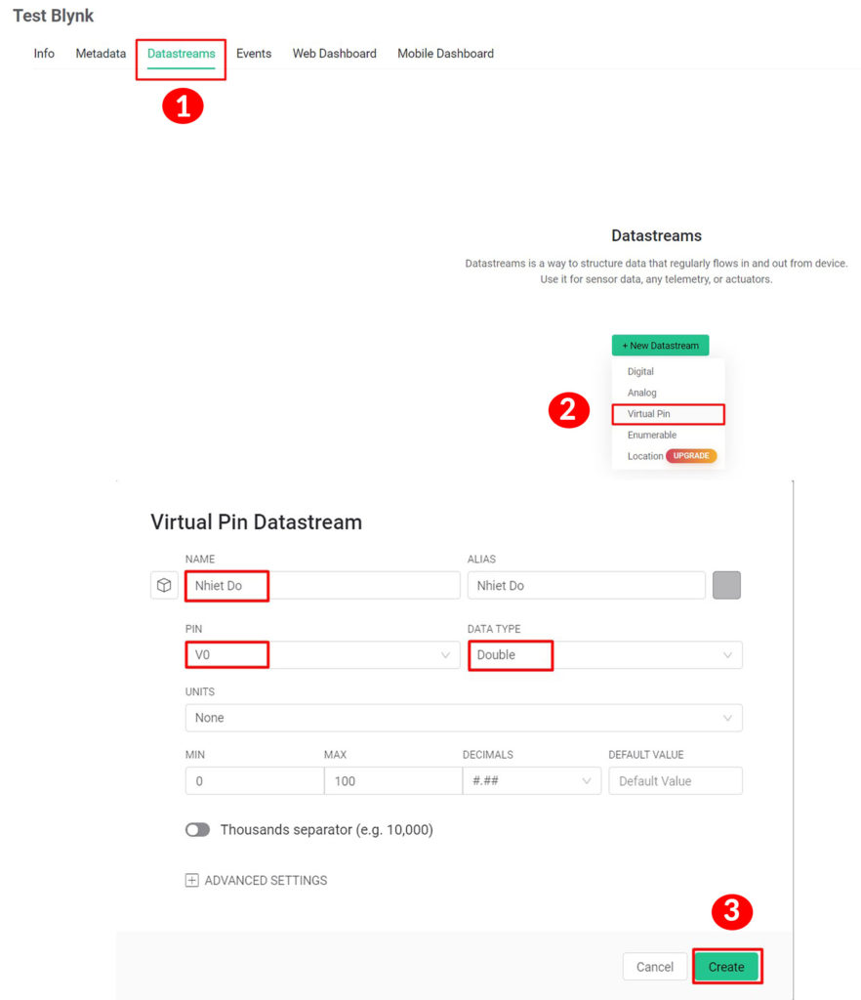 Test Blynk
Info Metadata Datastreams Events Web Dashboard Mobile Dashboard
1
Datastreams
Datastreams is a way to structure data that regularly flows in and out from device.
Use it for sensor data, any telemetry, or actuators.
+ New Datastream
Digital
Analog
2
Virtual Pin
Enumerable
Location UPGRADE
Virtual Pin Datastream
NAME ALIAS
Nhiet Do Nhiet Do
PIN DATA TYPE
V0 Double
UNITS
None
MIN MAX DECIMALS DEFAULT VALUE
0 100 #.## Default Value
Thousands separator (e.g. 10,000)
ADVANCED SETTINGS
3
Cancel Create